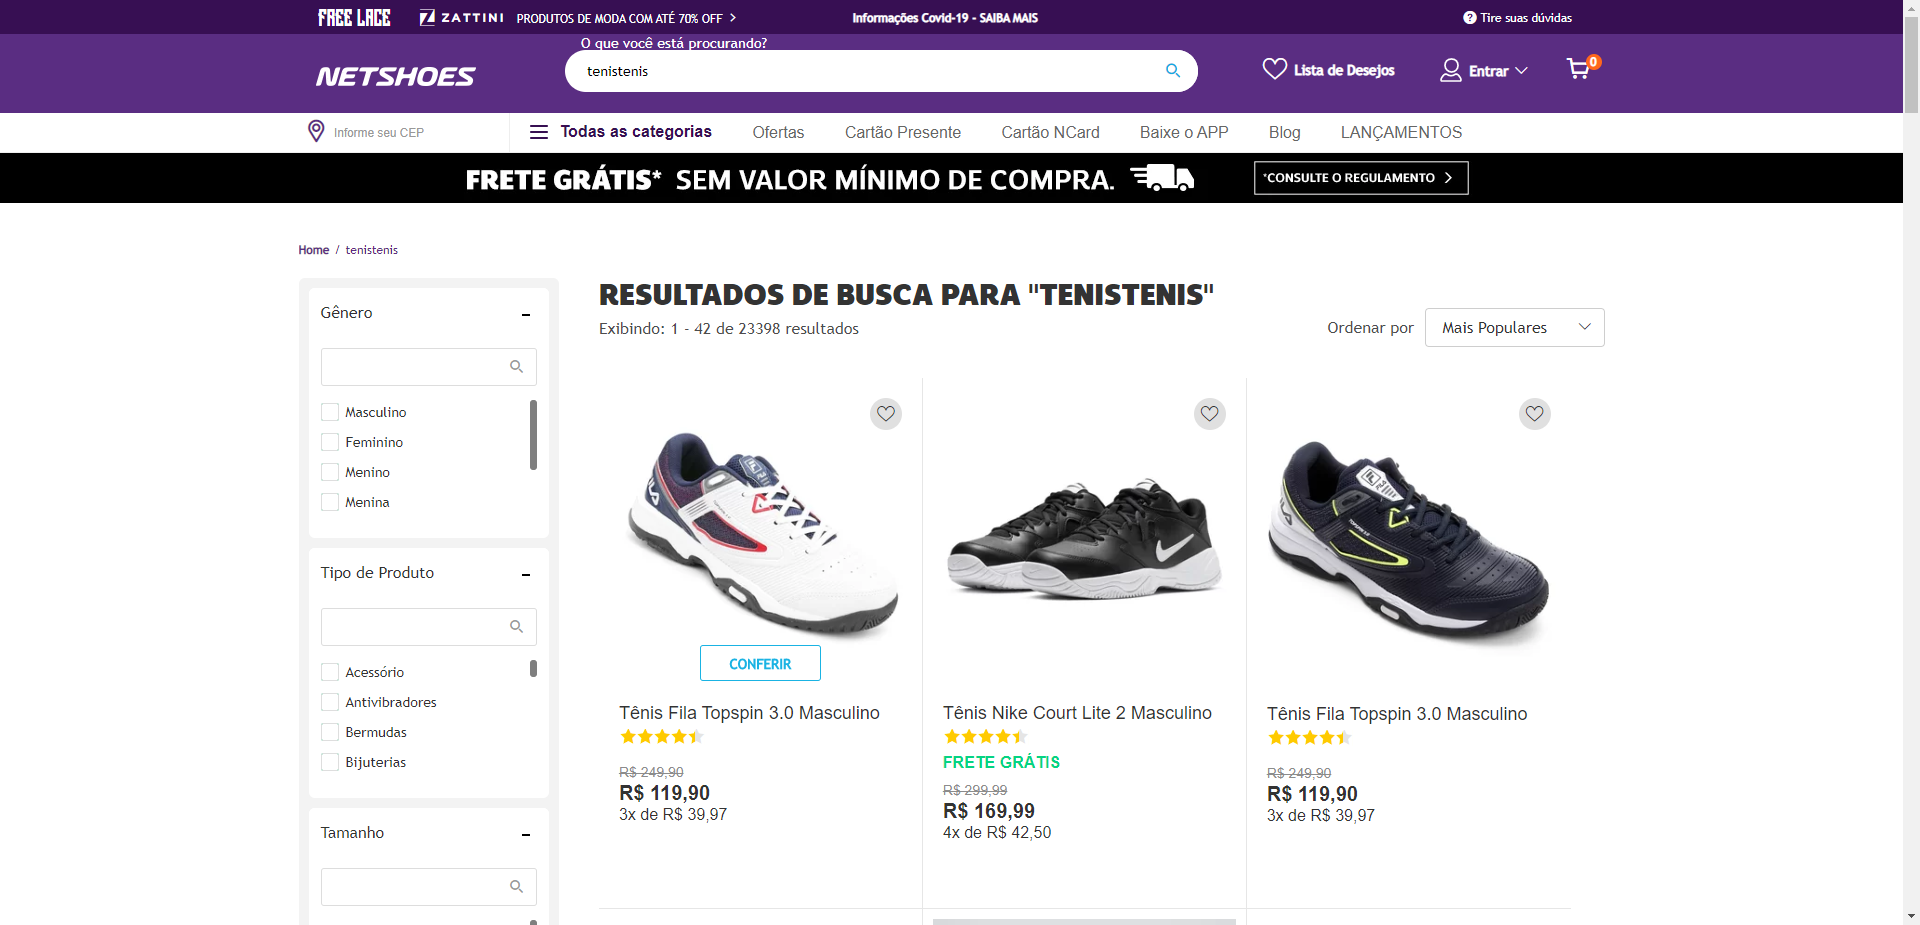 FREE LACE
ZATTINI PRODUTOS DE MODA COM ATÉ 70% OFF
Informações Covid-19 - SAIBA MAIS
Tire suas dúvidas
NETSHOES
O que você está procurando?
tenistenis
Lista de Desejos
Entrar
0
Informe seu CEP
Todas as categorias
Ofertas
Cartão Presente
Cartão NCard
Baixe o APP
Blog
LANÇAMENTOS
FRETE GRÁTIS* SEM VALOR MÍNIMO DE COMPRA.
*CONSULTE O REGULAMENTO
Home / tenistenis
Gênero
Masculino
Feminino
Menino
Menina
Tipo de Produto
Acessório
Antivibradores
Bermudas
Bijuterias
Tamanho
RESULTADOS DE BUSCA PARA "TENISTENIS"
Exibindo: 1 - 42 de 23398 resultados
Ordenar por
Mais Populares
CONFERIR
Tênis Fila Topspin 3.0 Masculino
R$ 249,90
R$ 119,90
3x de R$ 39,97
Tênis Nike Court Lite 2 Masculino
FRETE GRÁTIS
R$ 299,99
R$ 169,99
4x de R$ 42,50
Tênis Fila Topspin 3.0 Masculino
R$ 249,90
R$ 119,90
3x de R$ 39,97